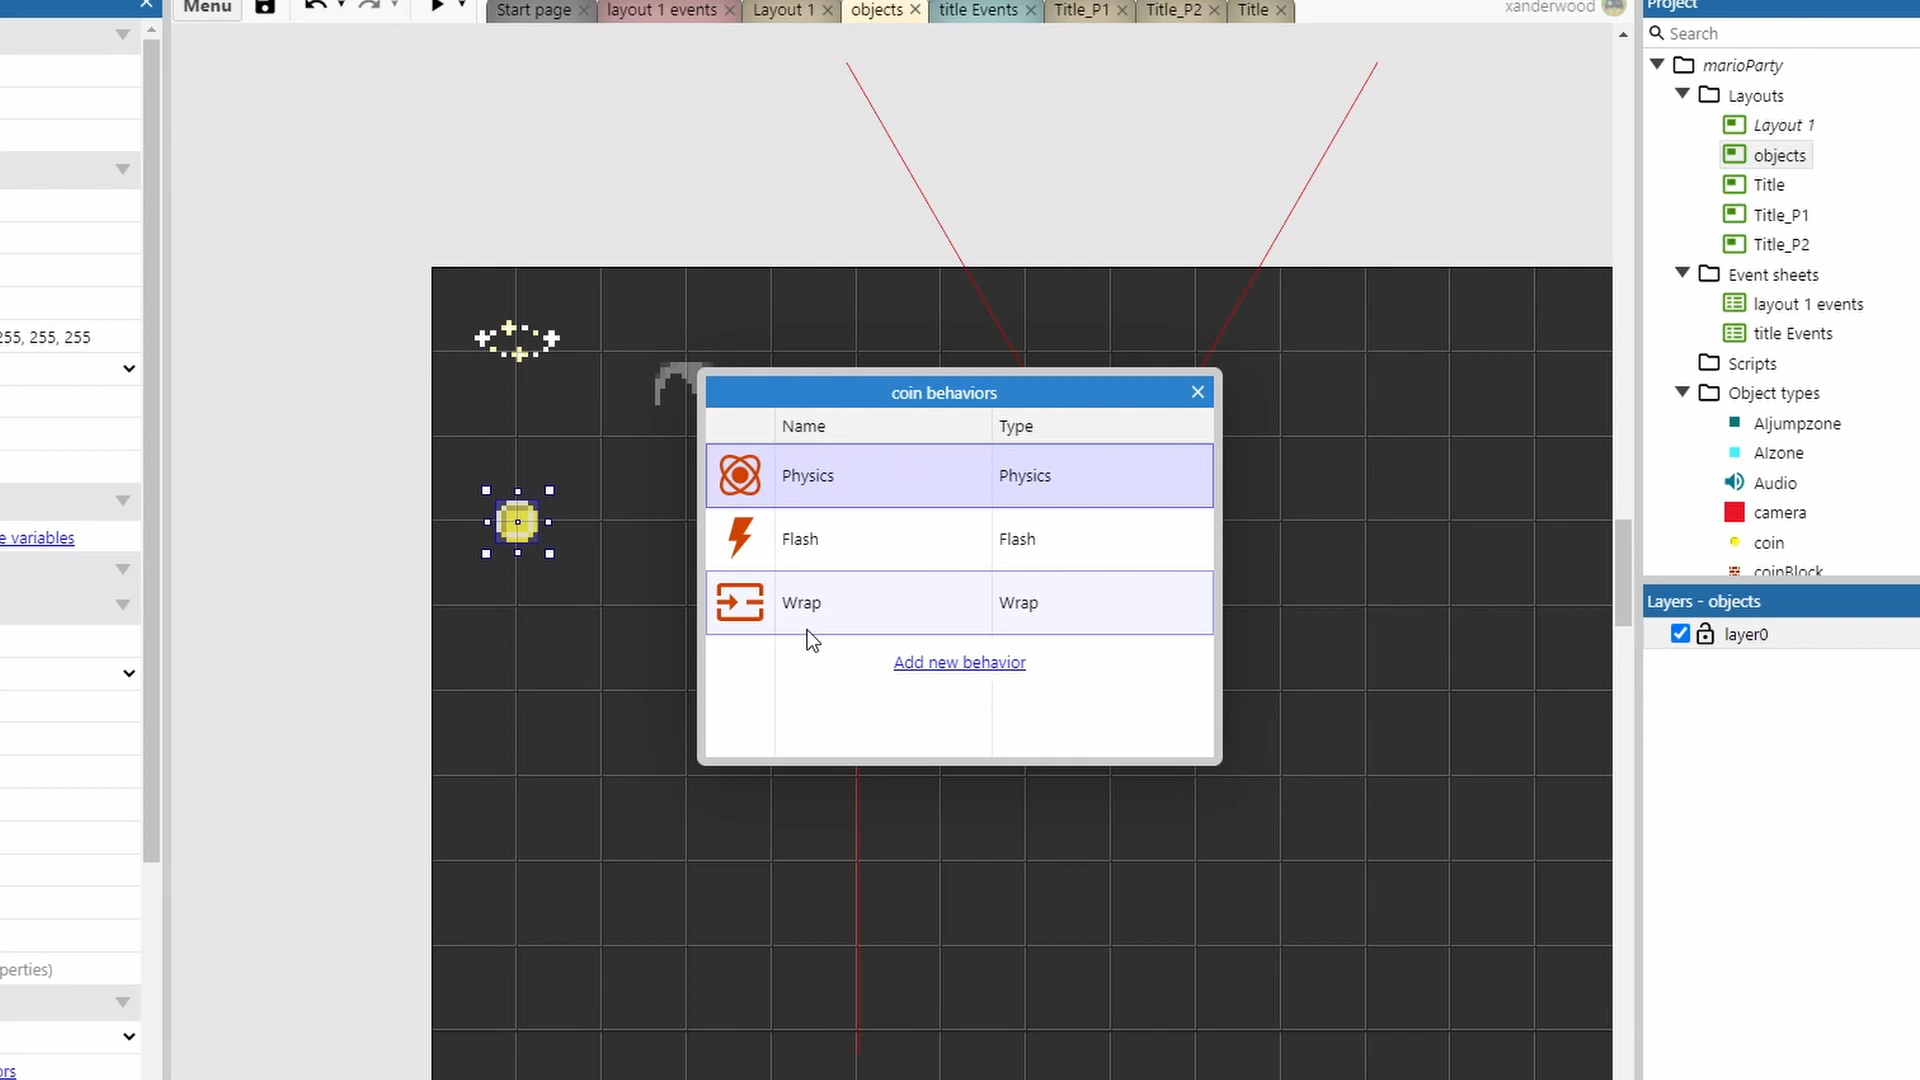 Menu
Start page
layout 1 events
Layout 1
objects
title Events
Title_P1
Title_P2
Title
xanderwood
Project
Search
marioParty
Layouts
Layout 1
objects
Title
Title_P1
Title_P2
Event sheets
layout 1 events
title Events
Scripts
Object types
AIjumpzone
AIzone
Audio
camera
coin
coinBlock
Layers - objects
layer0
255, 255, 255
e variables
perties)
ors
coin behaviors
Name Type
Physics Physics
Flash Flash
Wrap Wrap
Add new behavior